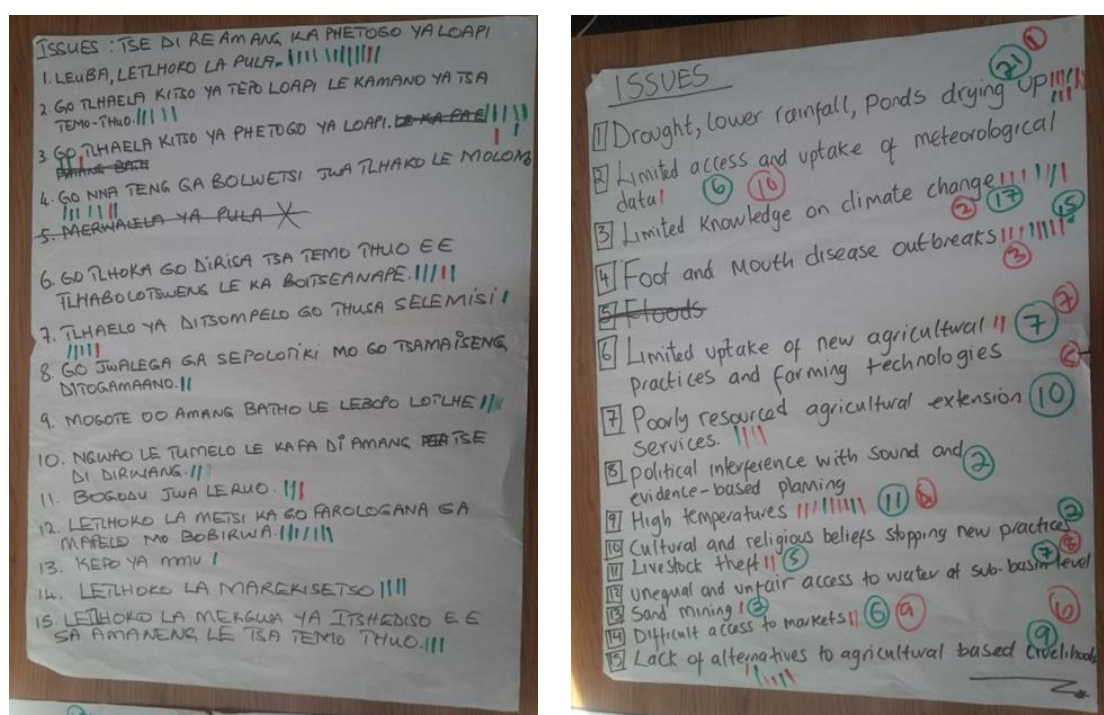 ISSUES : TSE DI RE AMANG KA PHETOGO YA LOAPI
1. LEUBA, LETLHOKO LA PULA-
2. GO TLHAELA KITSO YA TEPO LOAPI LE KAMANO YA TSA
TEMO-THUO.
3 GO TLHAELA KITSO YA PHETOGO YA LOAPI.
4. GO NNA TENG GA BOLWETSI JWA TLHAKO LE MOLOMO
5. MERWALELA YA PULA X
6. GO TLHOKA GO DIRISA TSA TEMO THUO E E
TLHABOLOTSWENG LE KA BOITSEANAPE.
7. TLHAELO YA DITSOMPELO GO THUSA SELEMISI
8. GO JWALEGA GA SEPOLOTIKI MO GO TSAMAISENG
DITOGAMAANO.
9. MOGOTE OO AMANG BATHO LE LEBOPO LOTLHE
10. NGWAO LE TUMELO LE KAFA DI AMANG TSE
DI DIRWANG.
11. BOGODU JWA LERUO.
12. LETLHOKO LA METSI KA GO FAROLOGANA GA
MAFELO MO BOBIRWA.
13. KEPO YA MMU
14. LETLHOKO LA MAREKISETSO
15. LETLHOKO LA MEKGWA YA ITSHEDISO E E
SA AMANENG LE TSA TEMO THUO.
ISSUES
21 1
1 Drought, lower rainfall, Ponds drying up
2 Limited access and uptake of meteorological
data 6 10
3 Limited Knowledge on climate change
2 17 15
4 Foot and Mouth disease outbreaks
3
5 Floods
7
6 Limited uptake of new agricultural 7
practices and farming technologies
7 Poorly resourced agricultural extension 10
services.
8 political interference with sound and 2
evidence-based planning
9 High temperatures 11
2
10 Cultural and religious beliefs stopping new practices
11 Livestock theft 5 7 8
12 unequal and unfair access to water at sub-basin level
13 Sand mining 2
14 Difficult access to markets 6 9
9
15 Lack of alternatives to agricultural based livelihoods